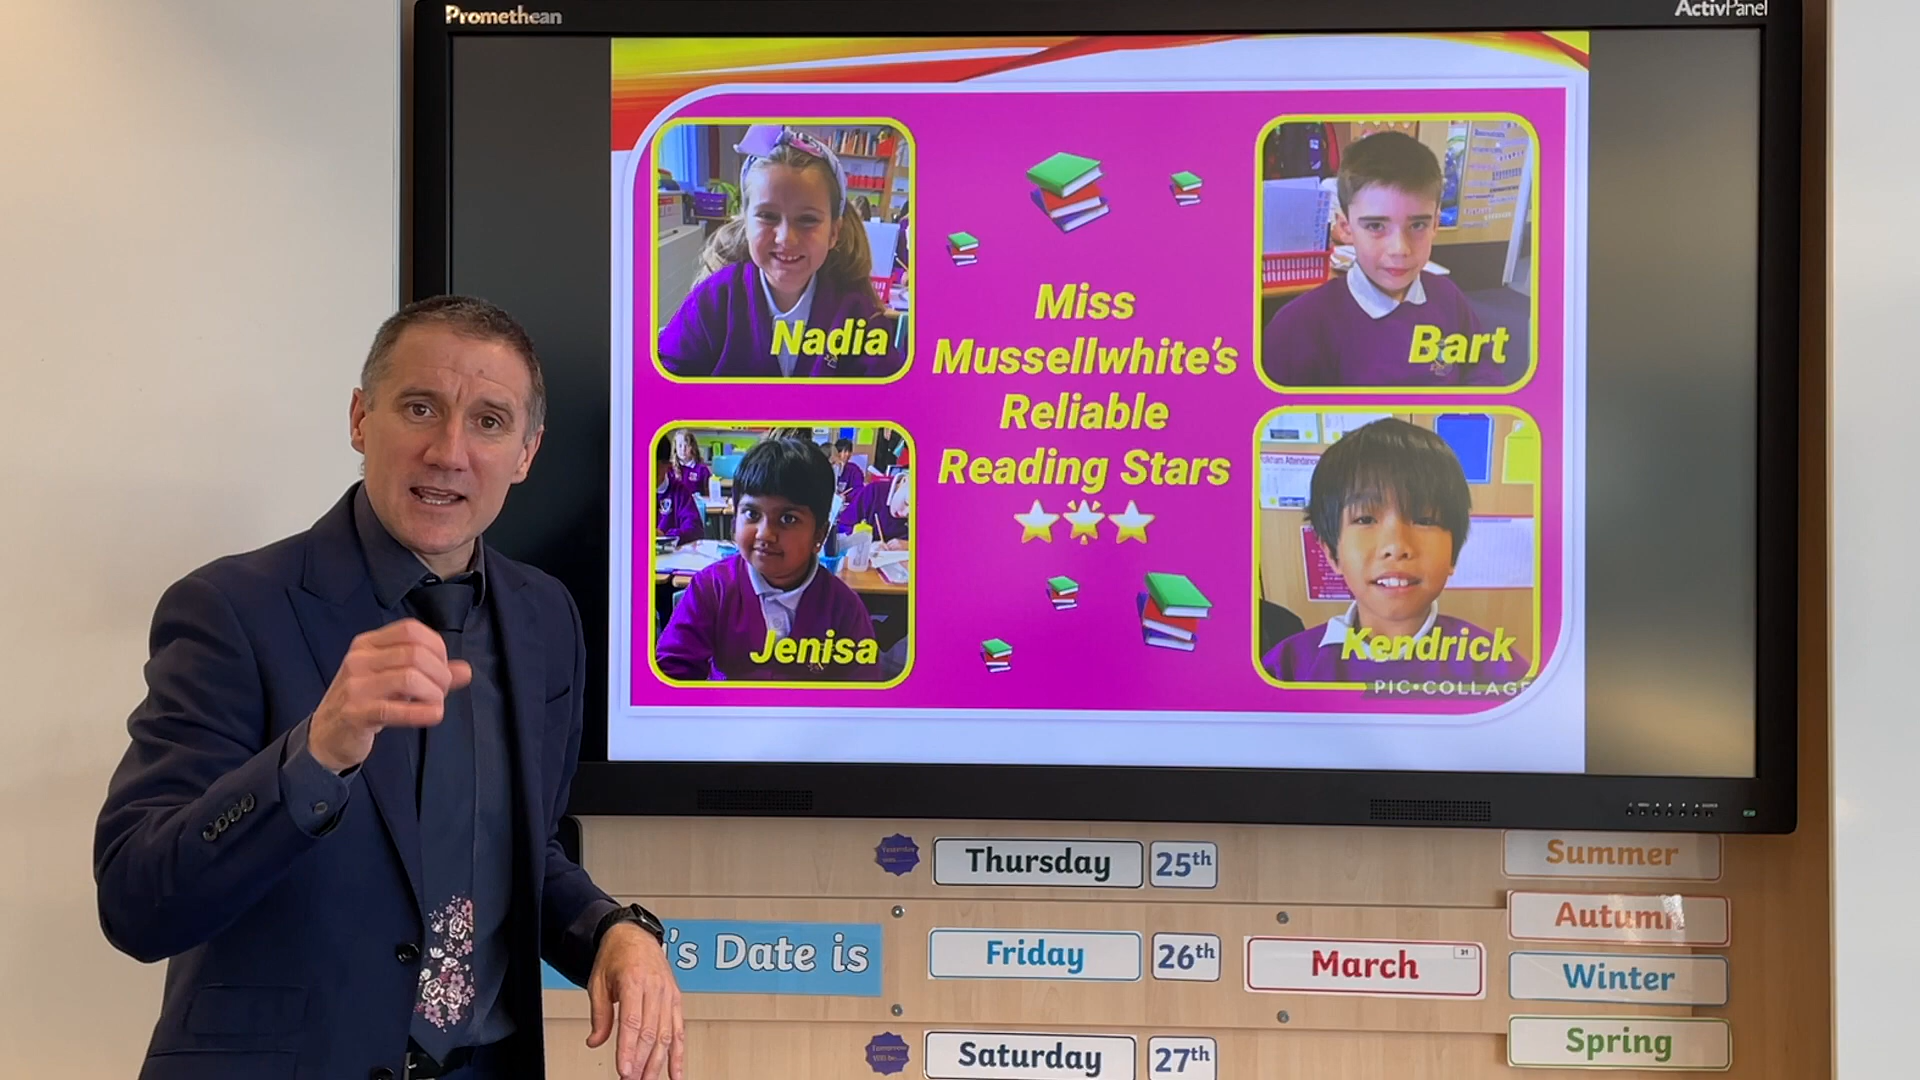 Promethean
ActivPanel
Nadia
Bart
Miss
Mussellwhite's
Reliable
Reading Stars
Jenisa
Kendrick
PIC•COLLAGE
Thursday 25th
's Date is
Friday 26th
March
31
Saturday 27th
Summer
Autumn
Winter
Spring